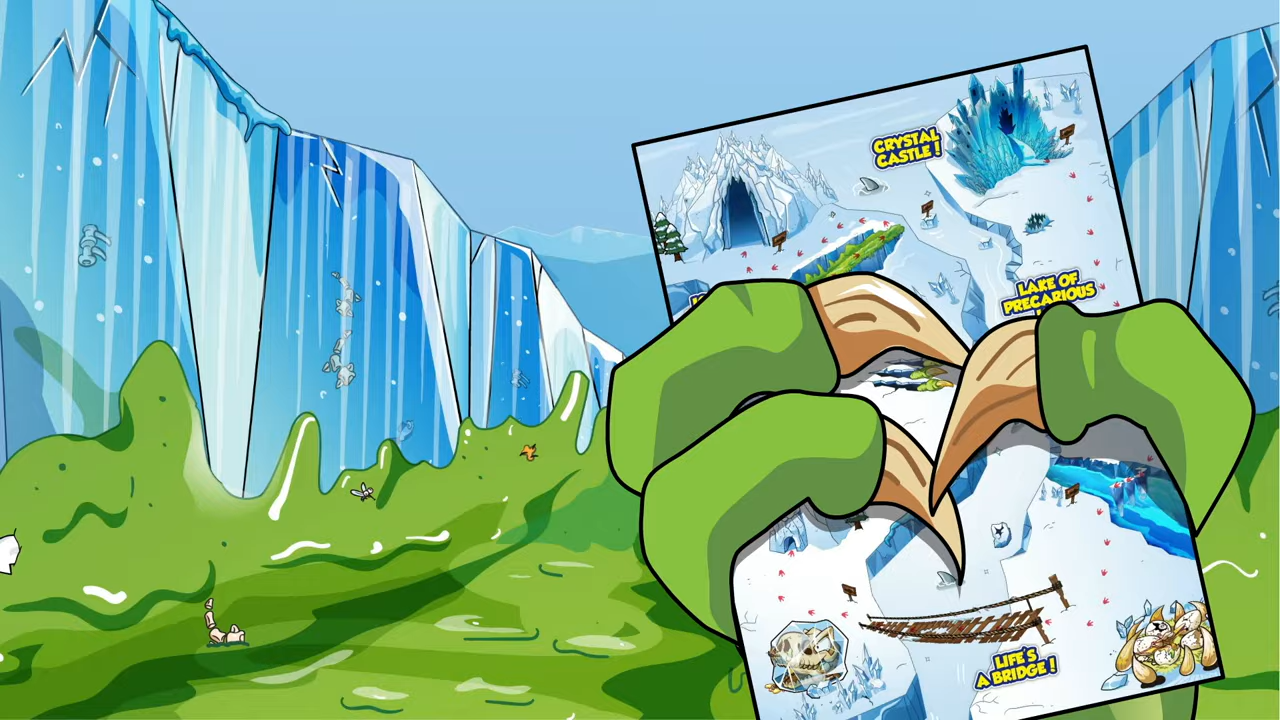 CRYSTAL
CASTLE!
LAKE OF
PRECARIOUS
LIFE'S
A BRIDGE!